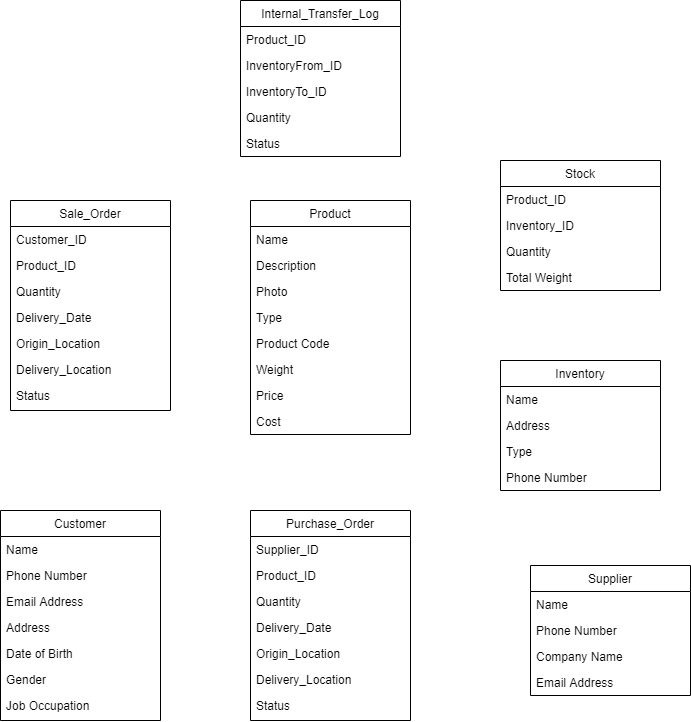 Internal_Transfer_Log
Product_ID
InventoryFrom_ID
InventoryTo_ID
Quantity
Status
Stock
Product_ID
Inventory_ID
Quantity
Total Weight
Sale_Order
Customer_ID
Product_ID
Quantity
Delivery_Date
Origin_Location
Delivery_Location
Status
Product
Name
Description
Photo
Type
Product Code
Weight
Price
Cost
Inventory
Name
Address
Type
Phone Number
Customer
Name
Phone Number
Email Address
Address
Date of Birth
Gender
Job Occupation
Purchase_Order
Supplier_ID
Product_ID
Quantity
Delivery_Date
Origin_Location
Delivery_Location
Status
Supplier
Name
Phone Number
Company Name
Email Address